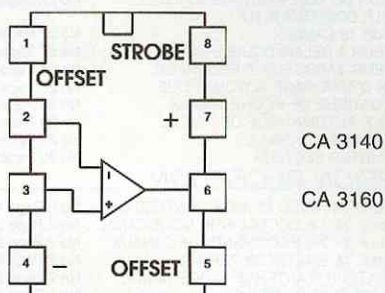 1 STROBE 8
OFFSET
2 - + 7
CA 3140
3 + 6
CA 3160
4 - OFFSET 5